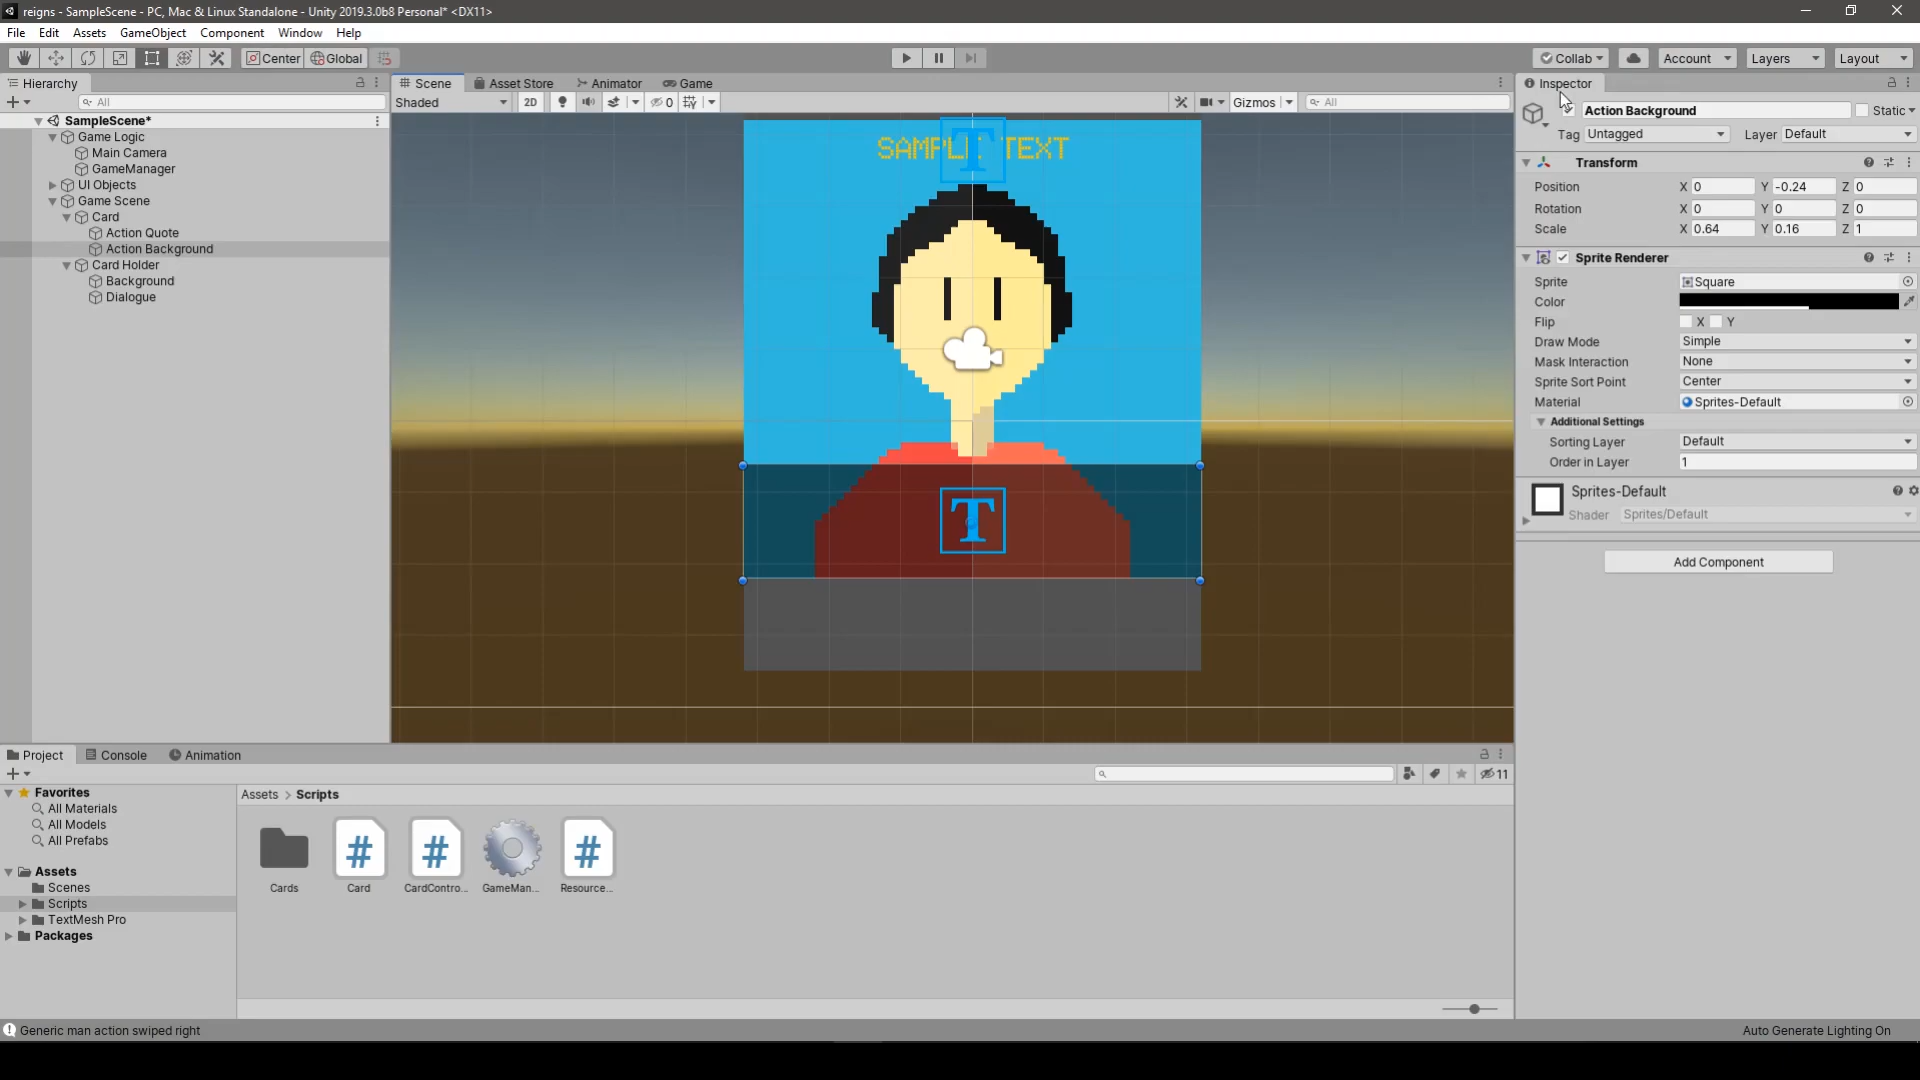 reigns - SampleScene - PC, Mac & Linux Standalone - Unity 2019.3.0b8 Personal* <DX11>
File Edit Assets GameObject Component Window Help
Center Global
Collab Account Layers Layout
Hierarchy
All
SampleScene*
Game Logic
Main Camera
GameManager
UI Objects
Game Scene
Card
Action Quote
Action Background
Card Holder
Background
Dialogue
Scene Asset Store Animator Game
Shaded 2D 0 Gizmos All
SAMPLE TEXT
T
T
Inspector
Action Background Static
Tag Untagged Layer Default
Transform
Position X 0 Y -0.24 Z 0
Rotation X 0 Y 0 Z 0
Scale X 0.64 Y 0.16 Z 1
Sprite Renderer
Sprite Square
Color
Flip X Y
Draw Mode Simple
Mask Interaction None
Sprite Sort Point Center
Material Sprites-Default
Additional Settings
Sorting Layer Default
Order in Layer 1
Sprites-Default
Shader Sprites/Default
Add Component
Project Console Animation
11
Favorites
All Materials
All Models
All Prefabs
Assets
Scenes
Scripts
TextMesh Pro
Packages
Assets > Scripts
# # #
Cards Card CardContro... GameMan... Resource...
Generic man action swiped right
Auto Generate Lighting On